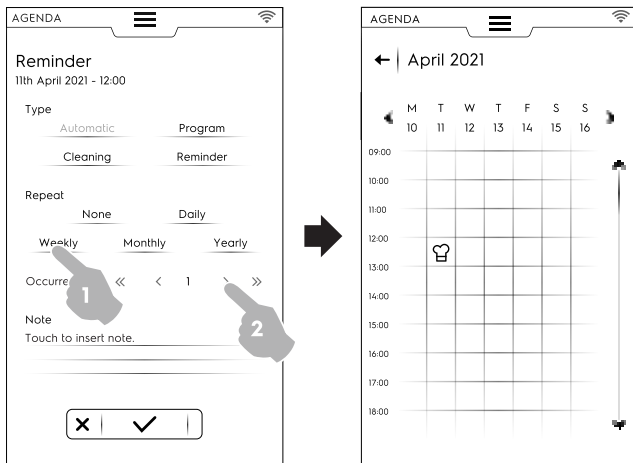 AGENDA
Reminder
11th April 2021 - 12:00
Type
Automatic Program
Cleaning Reminder
Repeat
None Daily
Weekly Monthly Yearly
1
Occurre « < 1 > »
2
Note
Touch to insert note.
AGENDA
April 2021
M T W T F S S
10 11 12 13 14 15 16
09:00
10:00
11:00
12:00
13:00
14:00
15:00
16:00
17:00
18:00